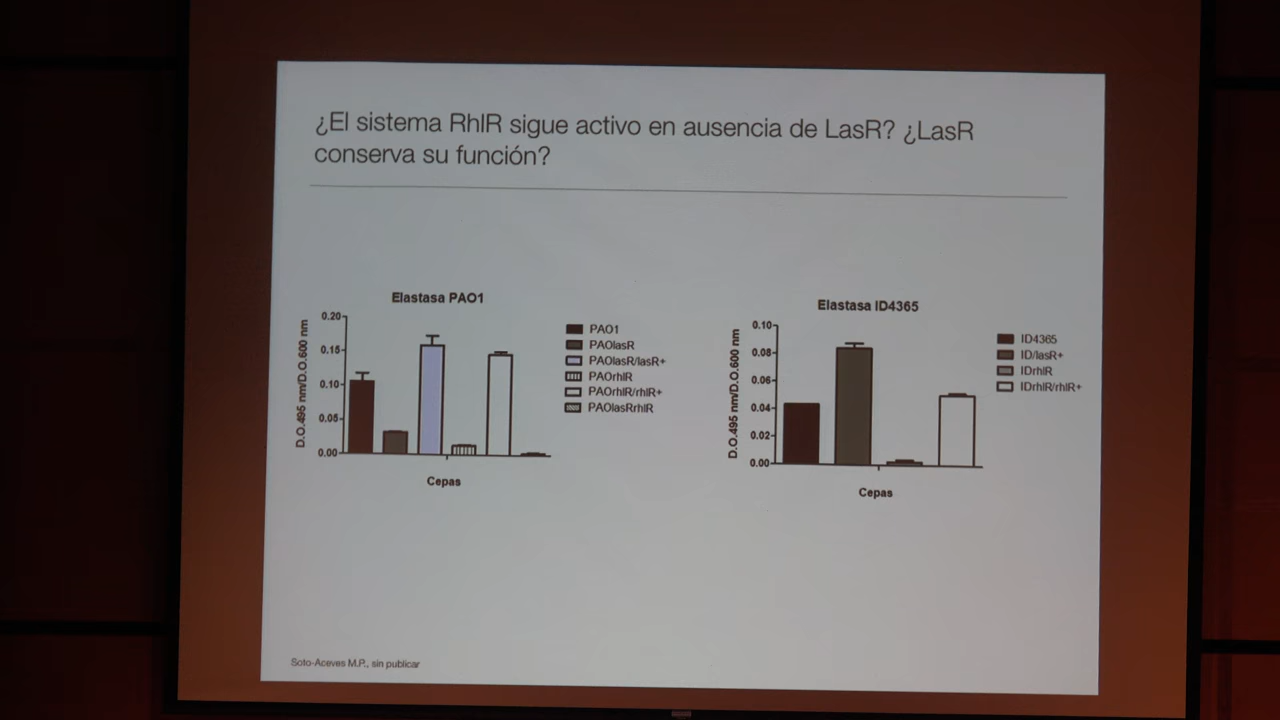 ¿El sistema RhlR sigue activo en ausencia de LasR? ¿LasR
conserva su función?
Elastasa PAO1
D.O.495 nm/D.O.600 nm
0.20
0.15
0.10
0.05
0.00
Cepas
PAO1
PAOlasR
PAOlasR/lasR+
PAOrhlR
PAOrhlR/rhlR+
PAOlasRrhlR
Elastasa ID4365
D.O.495 nm/D.O.600 nm
0.10
0.08
0.06
0.04
0.02
0.00
Cepas
ID4365
ID/lasR+
IDrhlR
IDrhlR/rhlR+
Soto-Aceves M.P., sin publicar